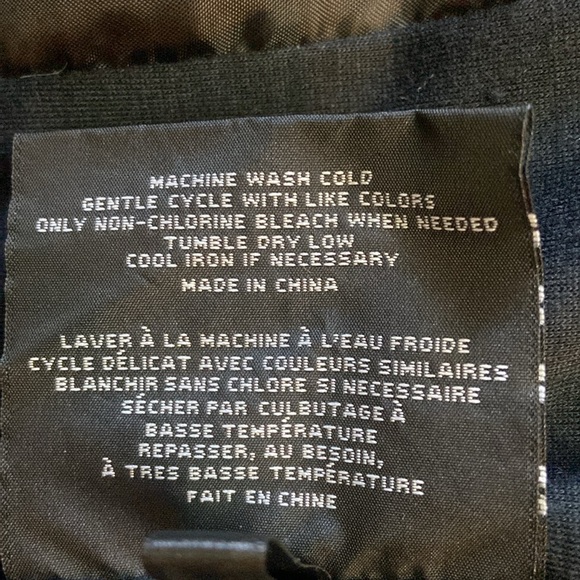 MACHINE WASH COLD
GENTLE CYCLE WITH LIKE COLORS
ONLY NON-CHLORINE BLEACH WHEN NEEDED
TUMBLE DRY LOW
COOL IRON IF NECESSARY
MADE IN CHINA
LAVER À LA MACHINE À L'EAU FROIDE
CYCLE DÉLICAT AVEC COULEURS SIMILAIRES
BLANCHIR SANS CHLORE SI NECESSAIRE
SÉCHER PAR CULBUTAGE À
BASSE TEMPÉRATURE
REPASSER, AU BESOIN,
À TRES BASSE TEMPÉRATURE
FAIT EN CHINE